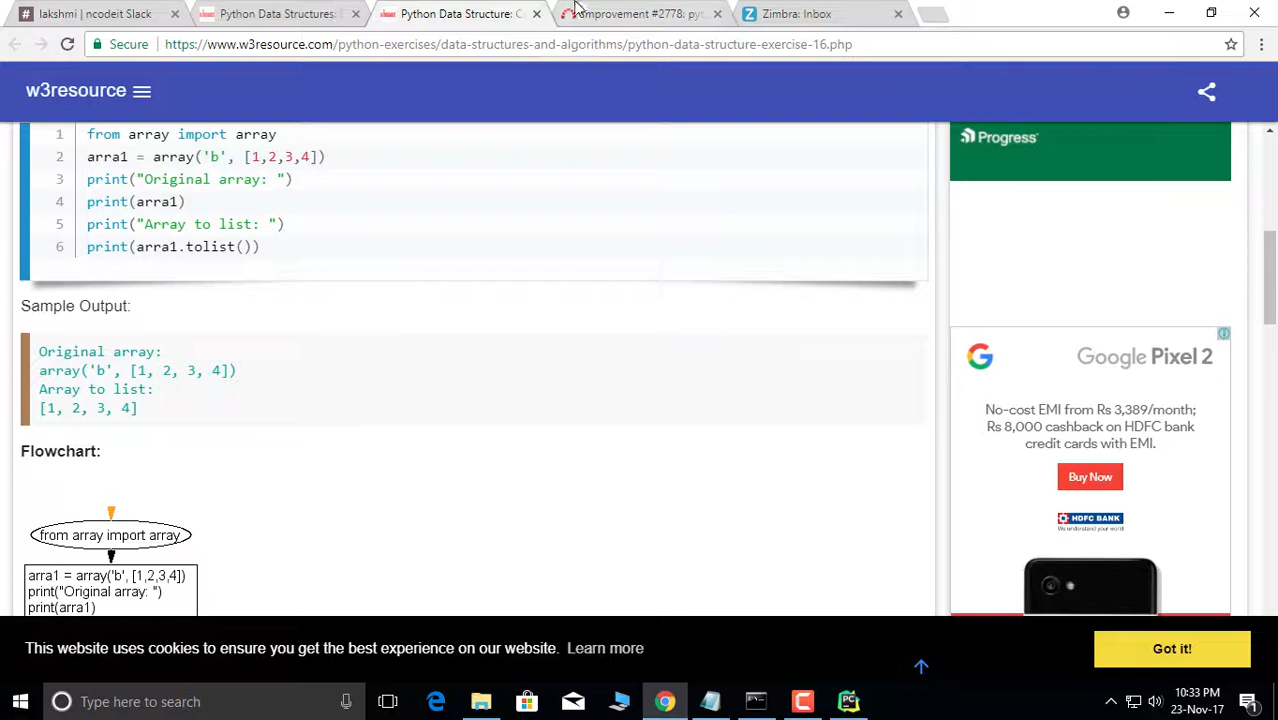 lakshmi | ncodeit Slack
Python Data Structures: E
Python Data Structure: C
Improvement #2778: pyt
Zimbra: Inbox
Secure
https://www.w3resource.com/python-exercises/data-structures-and-algorithms/python-data-structure-exercise-16.php
w3resource
1 from array import array
2 arra1 = array('b', [1,2,3,4])
3 print("Original array: ")
4 print(arra1)
5 print("Array to list: ")
6 print(arra1.tolist())
Progress
Sample Output:
Original array:
array('b', [1, 2, 3, 4])
Array to list:
[1, 2, 3, 4]
Google Pixel 2
No-cost EMI from Rs 3,389/month;
Rs 8,000 cashback on HDFC bank
credit cards with EMI.
Buy Now
HDFC BANK
We understand your world
Flowchart:
from array import array
arra1 = array('b', [1,2,3,4])
print("Original array: ")
print(arra1)
This website uses cookies to ensure you get the best experience on our website. Learn more
Got it!
Type here to search
10:33 PM
23-Nov-17
1